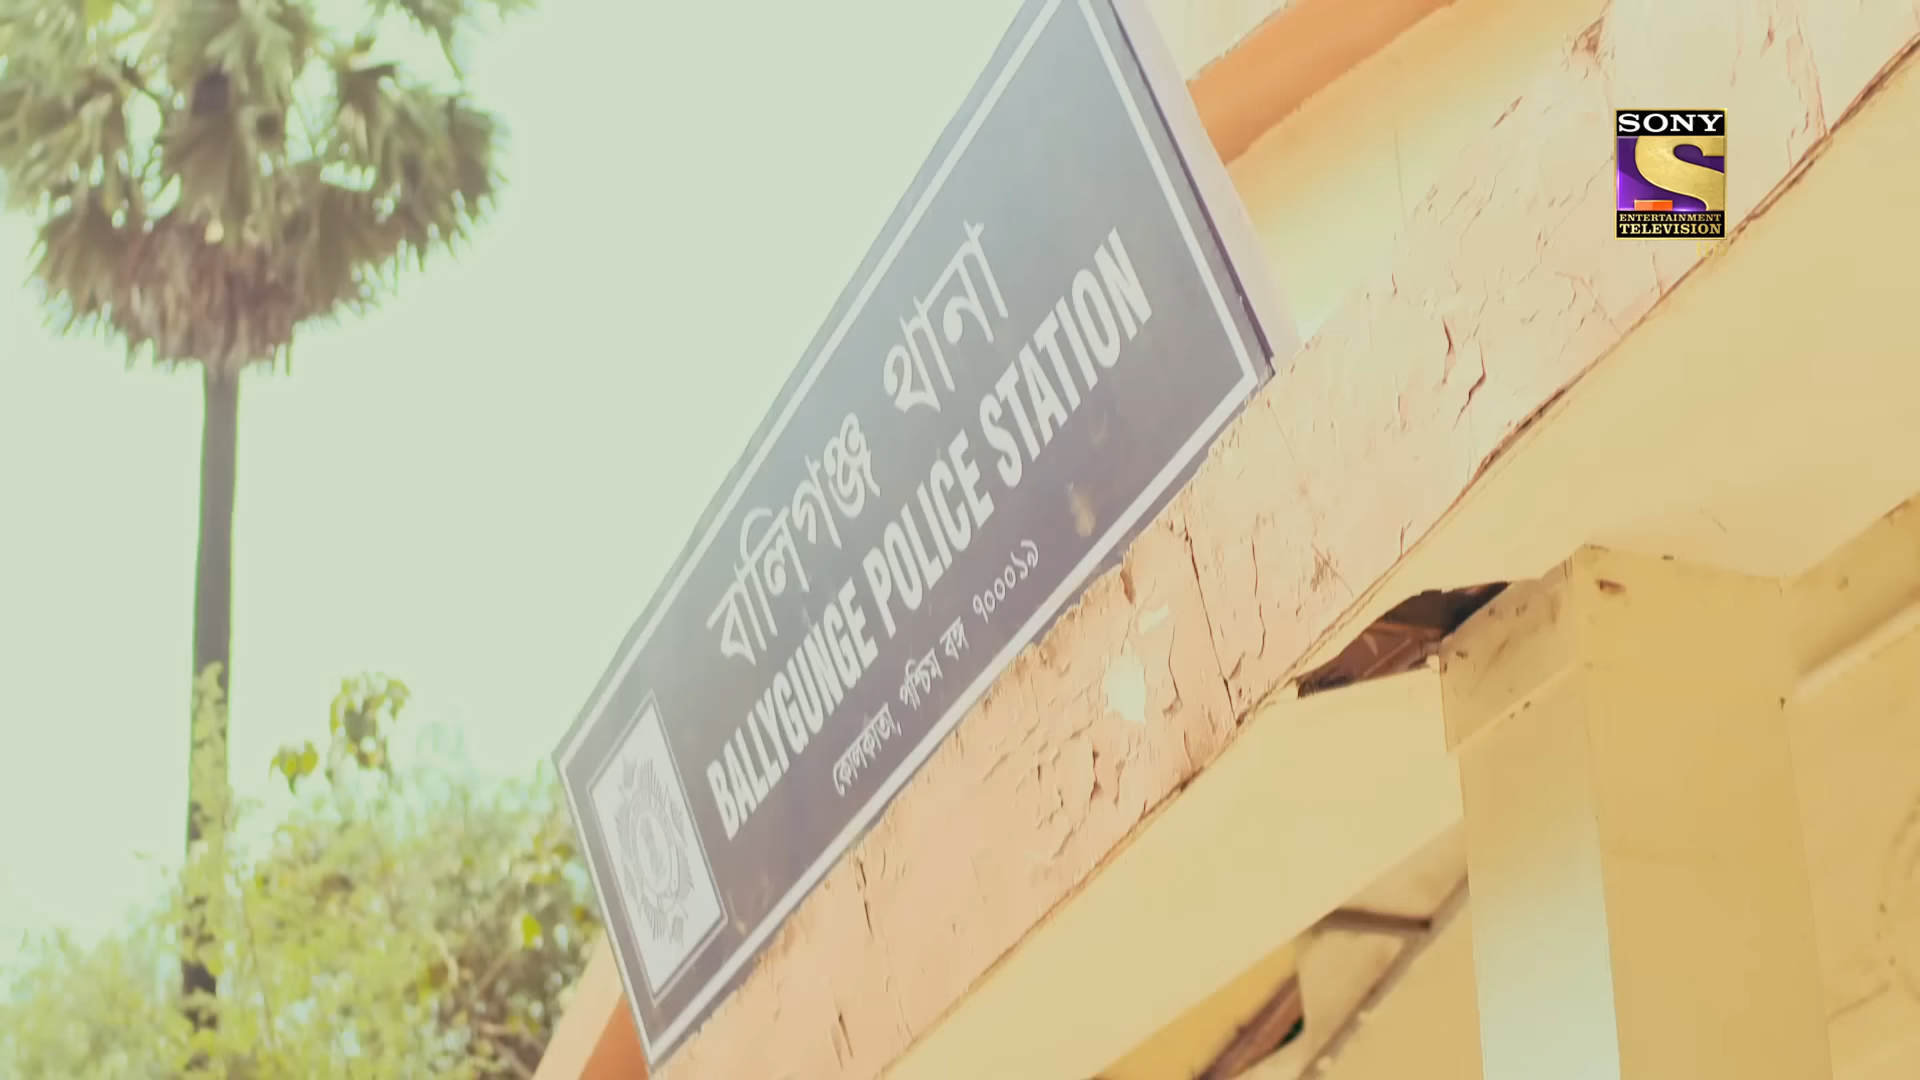 বালিগঞ্জ থানা
BALLYGUNGE POLICE STATION
কোলকাতা, পশ্চিম বঙ্গ ৭০০০১৯
SONY
ENTERTAINMENT
TELEVISION